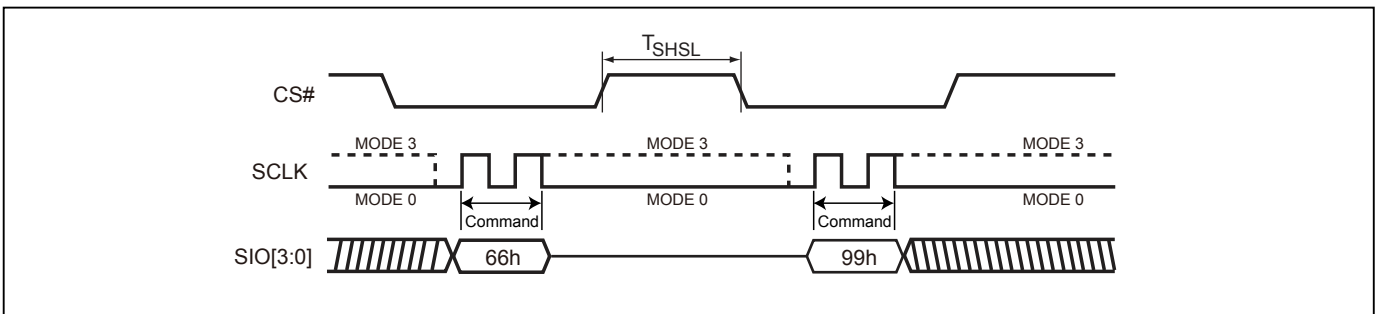 TSHSL
CS#
MODE 3 MODE 3 MODE 3
SCLK
MODE 0 MODE 0 MODE 0
Command Command
SIO[3:0] 66h 99h